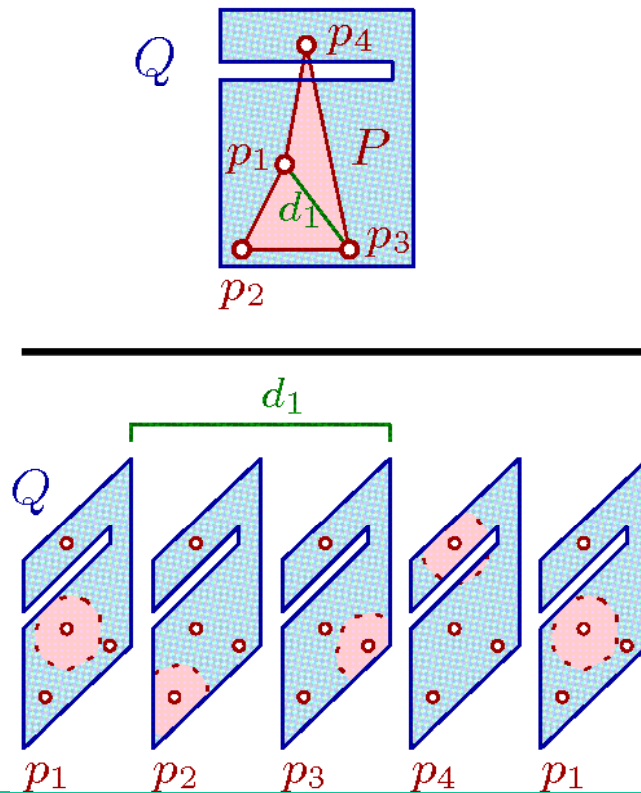 p₄
Q
p₁ P
d₁
p₃
p₂
d₁
Q
p₁ p₂ p₃ p₄ p₁